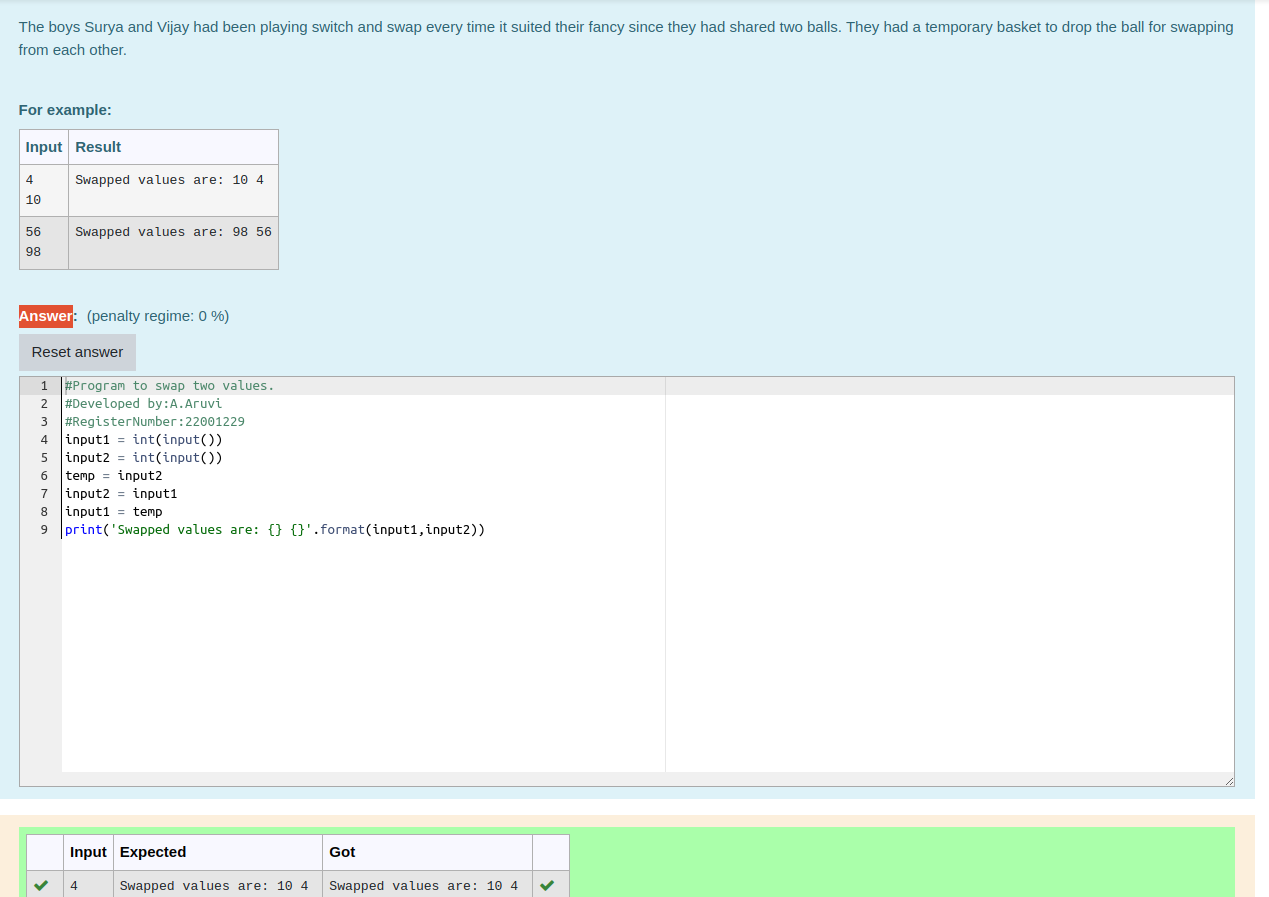 The boys Surya and Vijay had been playing switch and swap every time it suited their fancy since they had shared two balls. They had a temporary basket to drop the ball for swapping
from each other.
For example:
Input Result
4 Swapped values are: 10 4
10
56 Swapped values are: 98 56
98
Answer: (penalty regime: 0 %)
Reset answer
1 #Program to swap two values.
2 #Developed by:A.Aruvi
3 #RegisterNumber:22001229
4 input1 = int(input())
5 input2 = int(input())
6 temp = input2
7 input2 = input1
8 input1 = temp
9 print('Swapped values are: {} {}'.format(input1,input2))
Input Expected Got
4 Swapped values are: 10 4 Swapped values are: 10 4